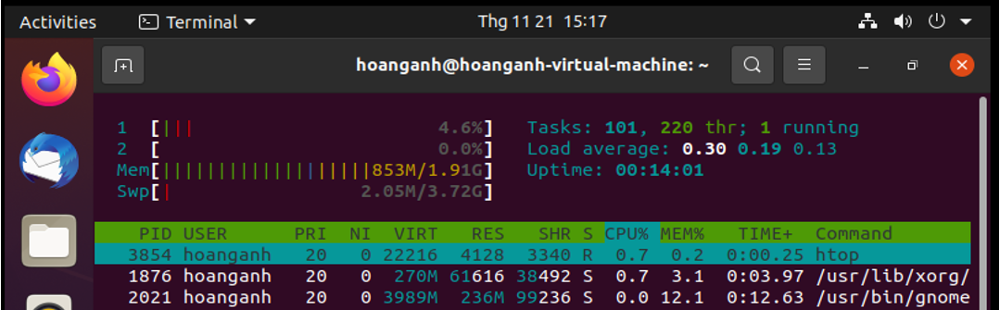 Activities Terminal Thg 11 21 15:17
hoanganh@hoanganh-virtual-machine: ~
1 [||| 4.6%] Tasks: 101, 220 thr; 1 running
2 [ 0.0%] Load average: 0.30 0.19 0.13
Mem[|||||||||||||||||||853M/1.91G] Uptime: 00:14:01
Swp[| 2.05M/3.72G]
PID USER PRI NI VIRT RES SHR S CPU% MEM% TIME+ Command
3854 hoanganh 20 0 22216 4128 3340 R 0.7 0.2 0:00.25 htop
1876 hoanganh 20 0 270M 61616 38492 S 0.7 3.1 0:03.97 /usr/lib/xorg/
2021 hoanganh 20 0 3989M 236M 99236 S 0.0 12.1 0:12.63 /usr/bin/gnome